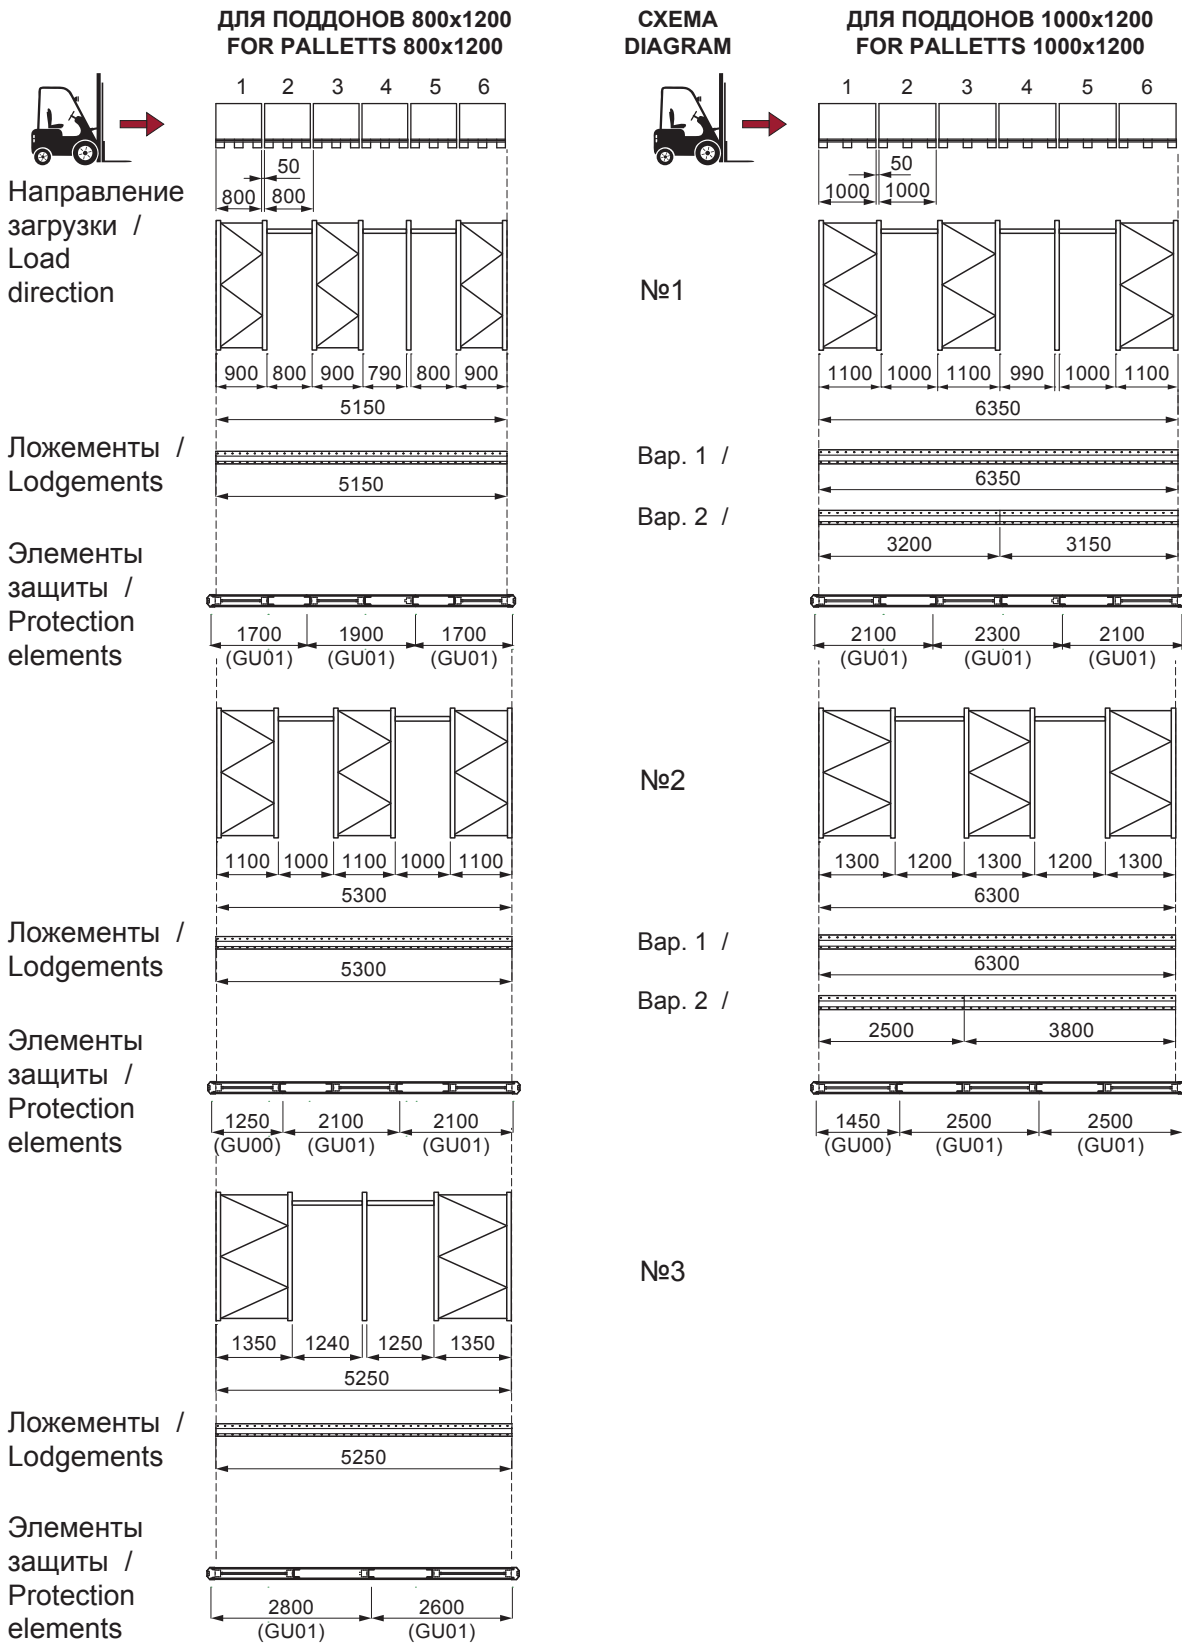 ДЛЯ ПОДДОНОВ 800x1200
FOR PALLETTS 800x1200
СХЕМА
DIAGRAM
ДЛЯ ПОДДОНОВ 1000x1200
FOR PALLETTS 1000x1200
1 2 3 4 5 6
1 2 3 4 5 6
Направление
загрузки /
Load
direction
50
800 800
50
1000 1000
№1
900 800 900 790 800 900
5150
1100 1000 1100 990 1000 1100
6350
Ложементы /
Lodgements
5150
Вар. 1 /
6350
Вар. 2 /
3200 3150
Элементы
защиты /
Protection
elements
1700 1900 1700
(GU01) (GU01) (GU01)
2100 2300 2100
(GU01) (GU01) (GU01)
№2
1100 1000 1100 1000 1100
5300
1300 1200 1300 1200 1300
6300
Ложементы /
Lodgements
5300
Вар. 1 /
6300
Вар. 2 /
2500 3800
Элементы
защиты /
Protection
elements
1250 2100 2100
(GU00) (GU01) (GU01)
1450 2500 2500
(GU00) (GU01) (GU01)
№3
1350 1240 1250 1350
5250
Ложементы /
Lodgements
5250
Элементы
защиты /
Protection
elements
2800 2600
(GU01) (GU01)